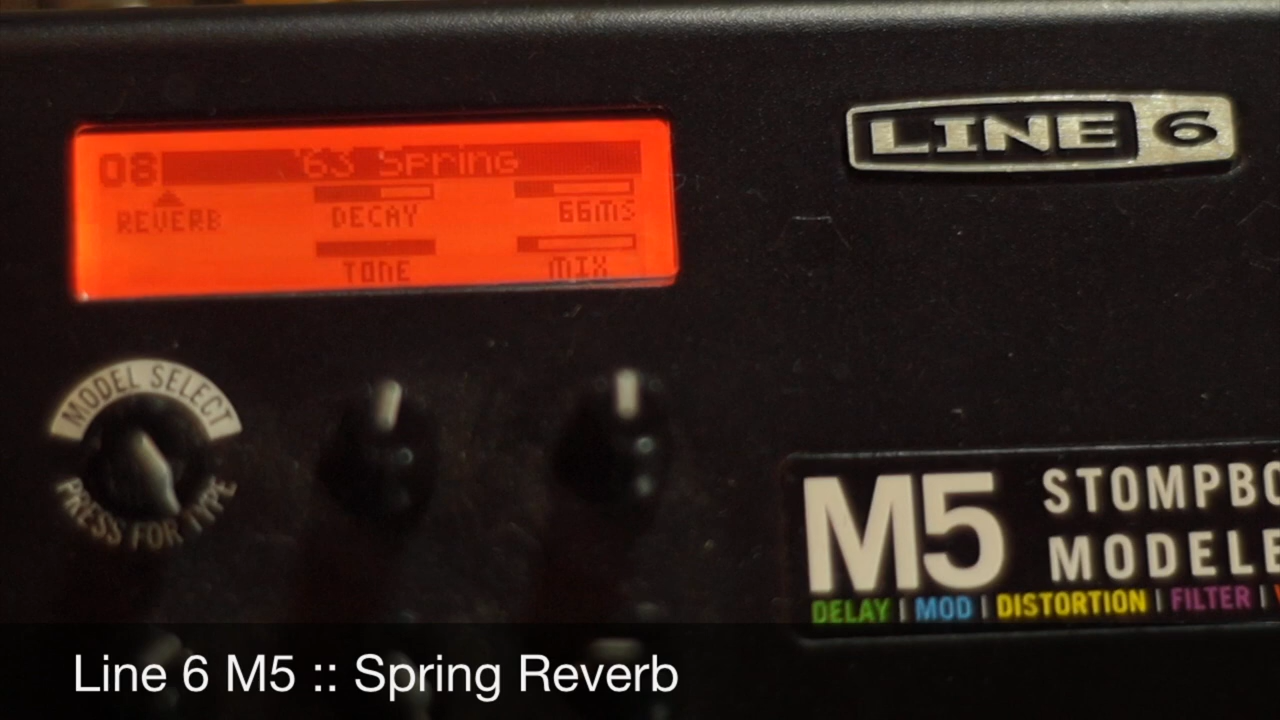 08 '63 Spring
REVERB DECAY 66ms
TONE MIX
LINE 6
MODEL SELECT
PRESS FOR TYPE
M5 STOMPBO
MODELE
DELAY | MOD | DISTORTION | FILTER |
Line 6 M5 :: Spring Reverb